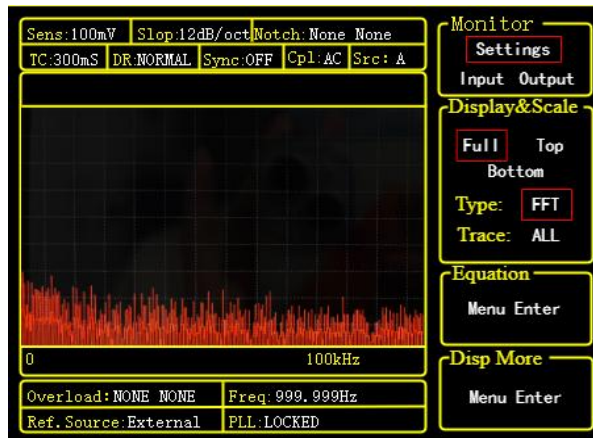 Sens:100mV Slop:12dB/oct Notch: None None
TC:300mS DR:NORMAL Sync:OFF Cpl:AC Src: A
0 100kHz
Overload:NONE NONE Freq:999.999Hz
Ref.Source:External PLL:LOCKED
Monitor
Settings
Input Output
Display&Scale
Full Top
Bottom
Type: FFT
Trace: ALL
Equation
Menu Enter
Disp More
Menu Enter